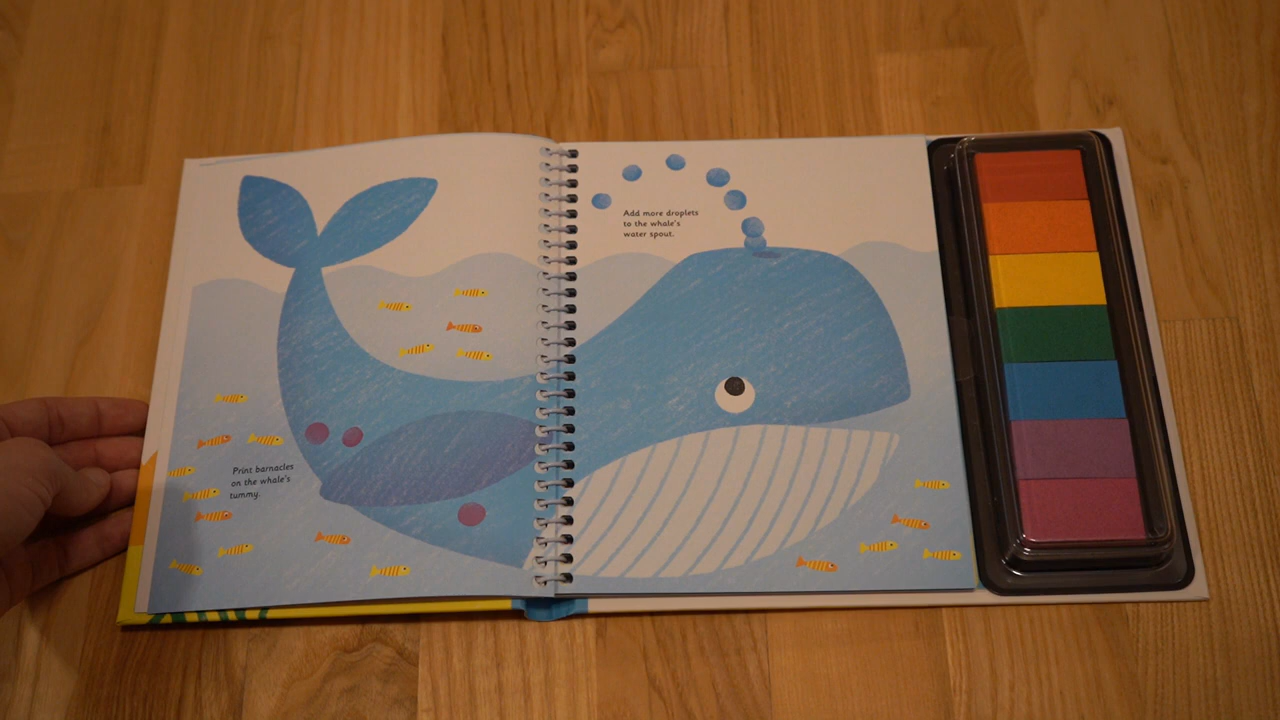 Print barnacles
on the whale's
tummy.
Add more droplets
to the whale's
water spout.